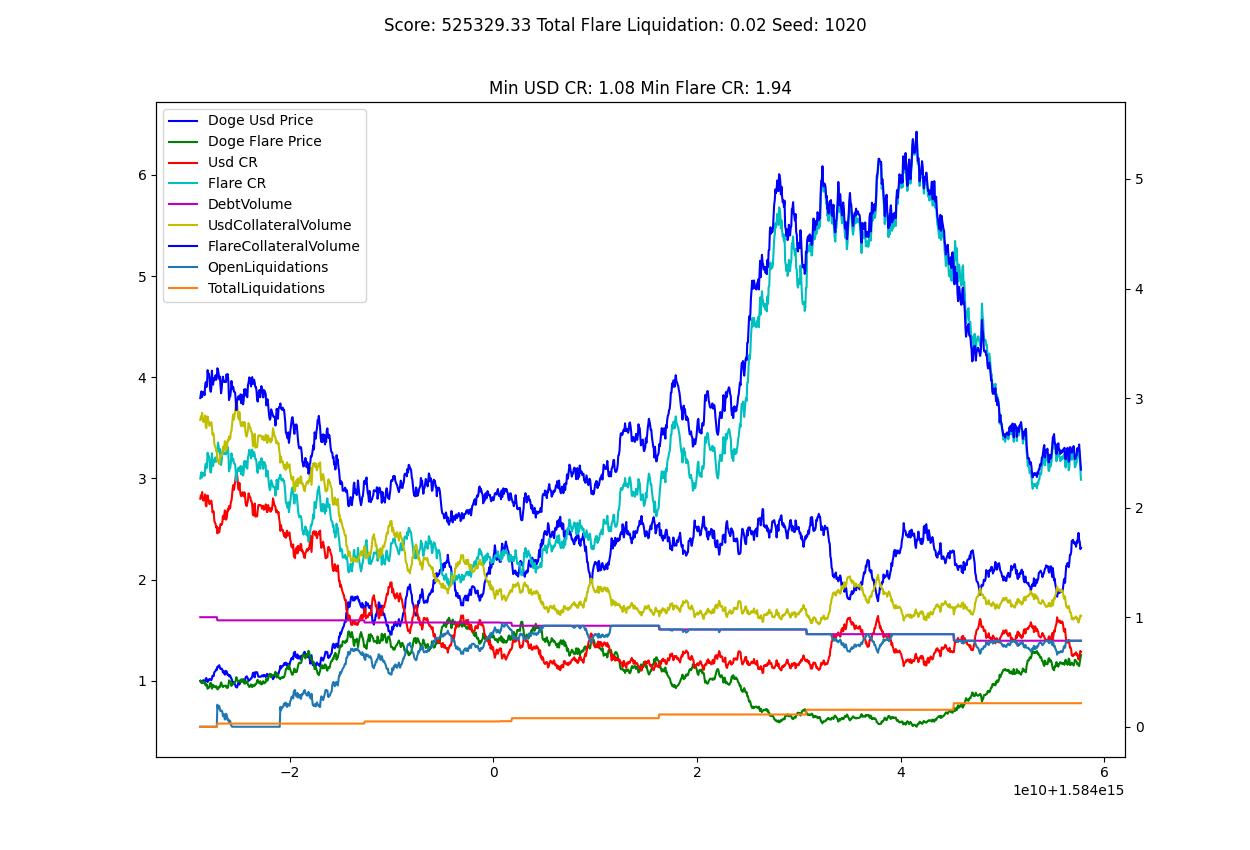 Score: 525329.33 Total Flare Liquidation: 0.02 Seed: 1020
Min USD CR: 1.08 Min Flare CR: 1.94
Doge Usd Price
Doge Flare Price
Usd CR
Flare CR
DebtVolume
UsdCollateralVolume
FlareCollateralVolume
OpenLiquidations
TotalLiquidations
6
5
4
3
2
1
5
4
3
2
1
0
−2
0
2
4
6
1e10+1.584e15